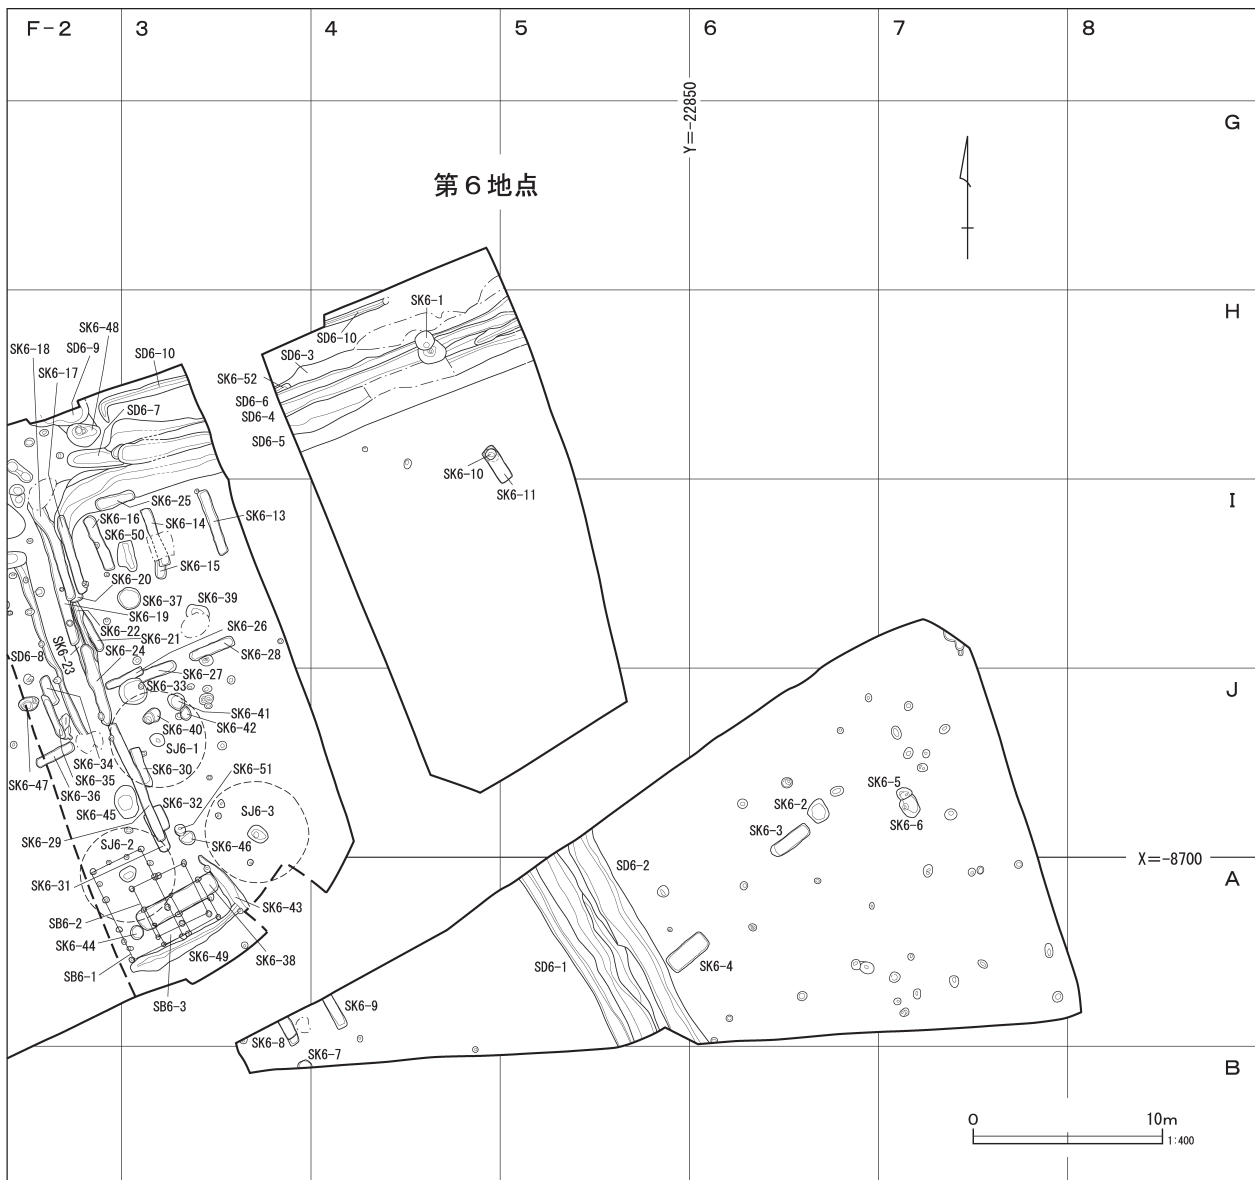 F-2 3 4 5 6 7 8
Y=-22850
G
第6地点
SK6-1
H
SK6-48
SD6-10
SK6-18
SD6-9
SD6-10
SD6-3
SK6-17
SK6-52
SD6-7
SD6-6
SD6-4
SD6-5
SK6-10
SK6-11
SK6-25
I
SK6-16
SK6-14
SK6-13
SK6-50
SK6-15
SK6-20
SK6-37
SK6-39
SK6-19
SK6-22
SK6-26
SK6-21
SK6-24
SK6-28
SK6-23
SD6-8
SK6-27
SK6-33
J
SK6-41
SK6-40
SK6-42
SJ6-1
SK6-34
SK6-30
SK6-51
SK6-35
SK6-47
SK6-36
SK6-5
SK6-32
SJ6-3
SK6-2
SK6-45
SK6-6
SK6-3
SK6-29
SJ6-2
SK6-46
X=-8700
SD6-2
SK6-31
A
SK6-43
SB6-2
SK6-44
SK6-49
SK6-38
SD6-1
SK6-4
SB6-1
SB6-3
SK6-9
SK6-8
SK6-7
B
0 10m
1:400